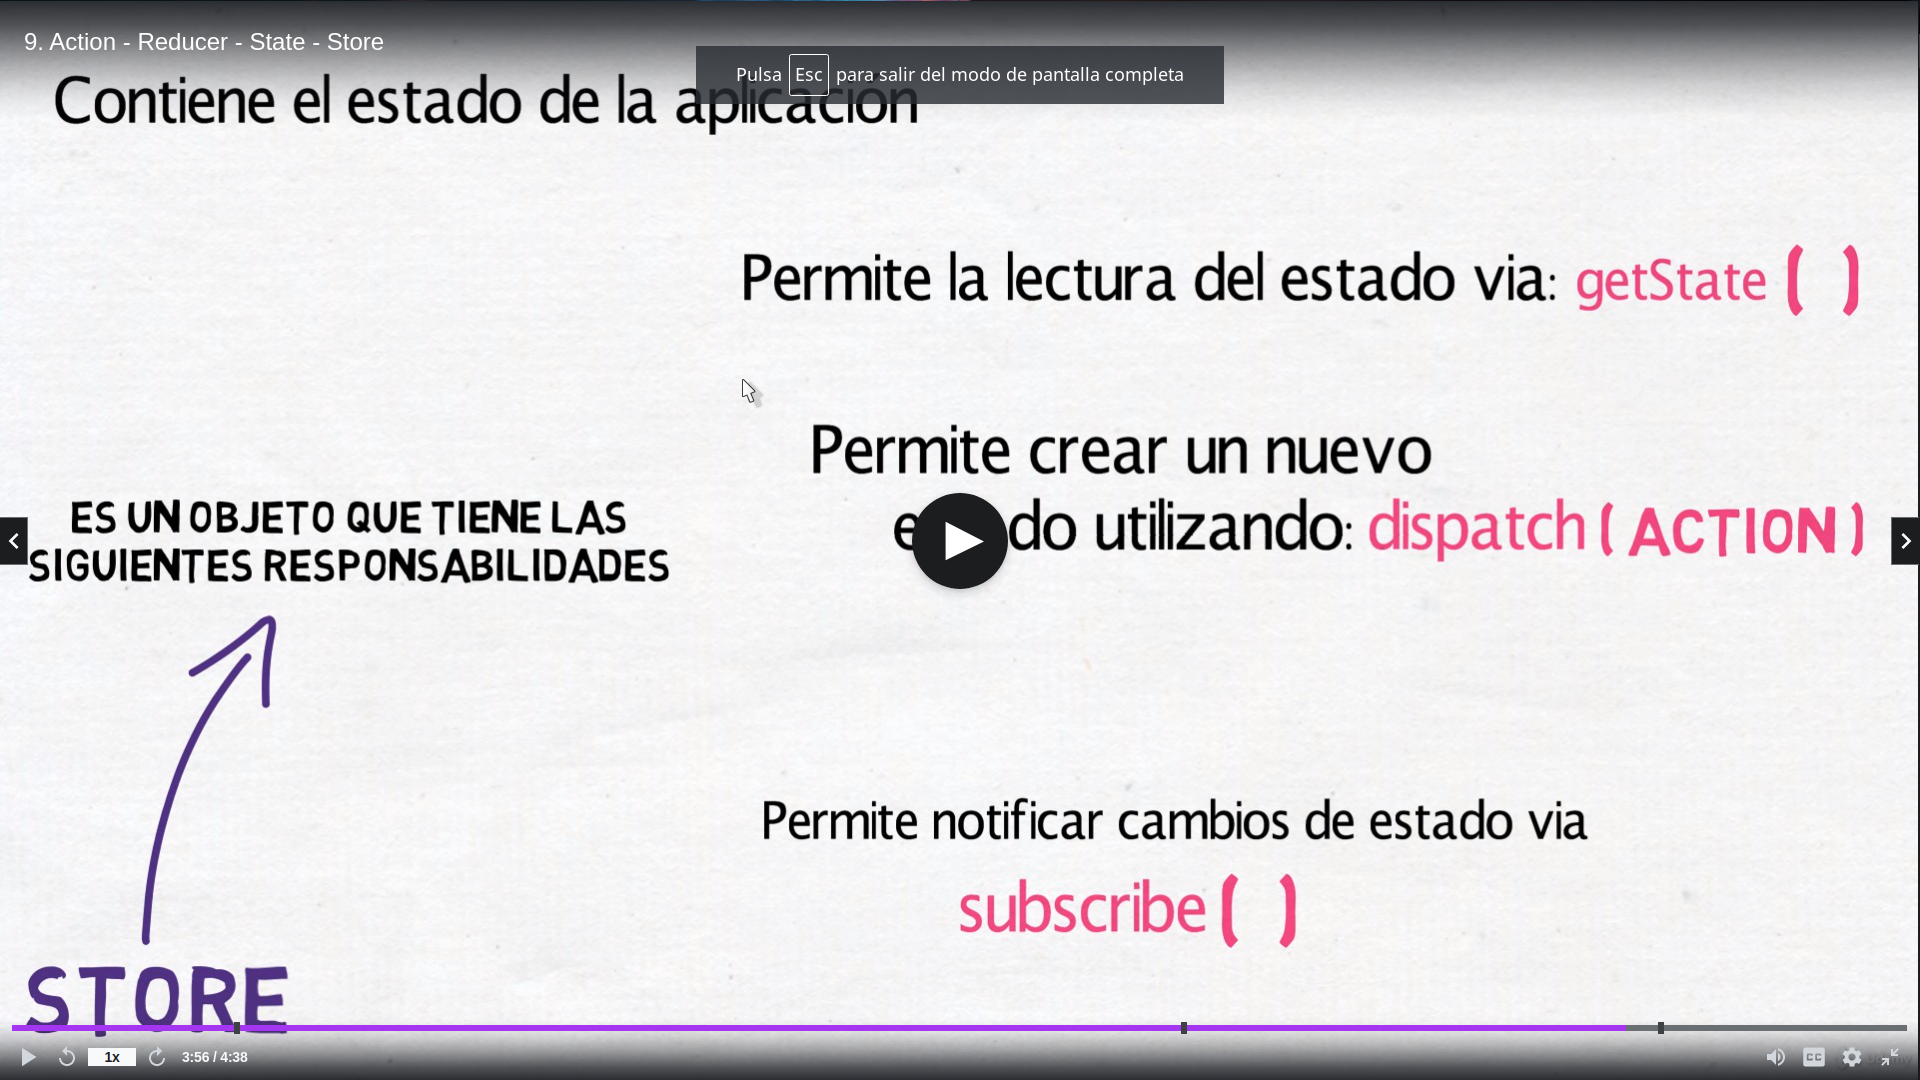 9. Action - Reducer - State - Store
Pulsa Esc para salir del modo de pantalla completa
Contiene el estado de la aplicación
Permite la lectura del estado via: getState ( )
Permite crear un nuevo
utilizando: dispatch ( ACTION )
ES UN OBJETO QUE TIENE LAS
SIGUIENTES RESPONSABILIDADES
Permite notificar cambios de estado via
subscribe ( )
STORE
1x
3:56 / 4:38
CC